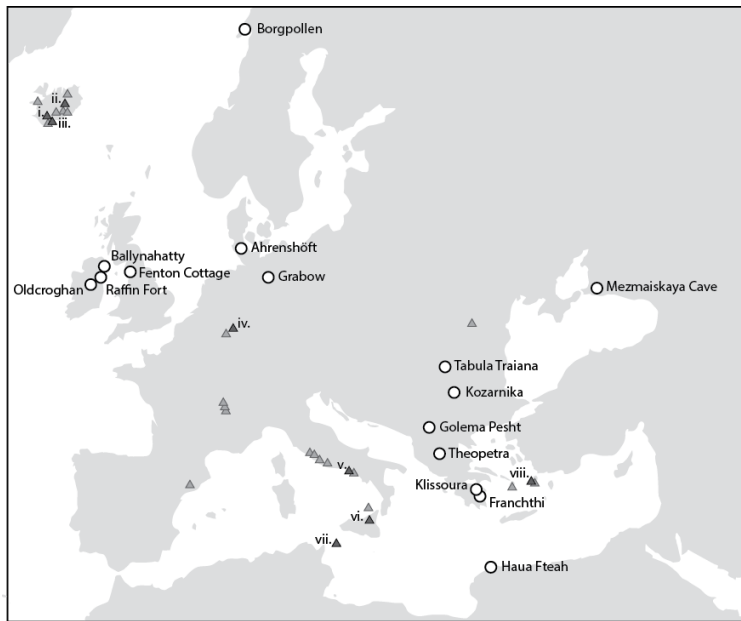 Borgpollen
ii.
i.
iii.
Ballynahatty
Ahrenshöft
Fenton Cottage
Grabow
Oldcroghan
Raffin Fort
Mezmaiskaya Cave
iv.
Tabula Traiana
Kozarnika
Golema Pesht
Theopetra
v.
viii.
Klissoura
Franchthi
vi.
vii.
Haua Fteah